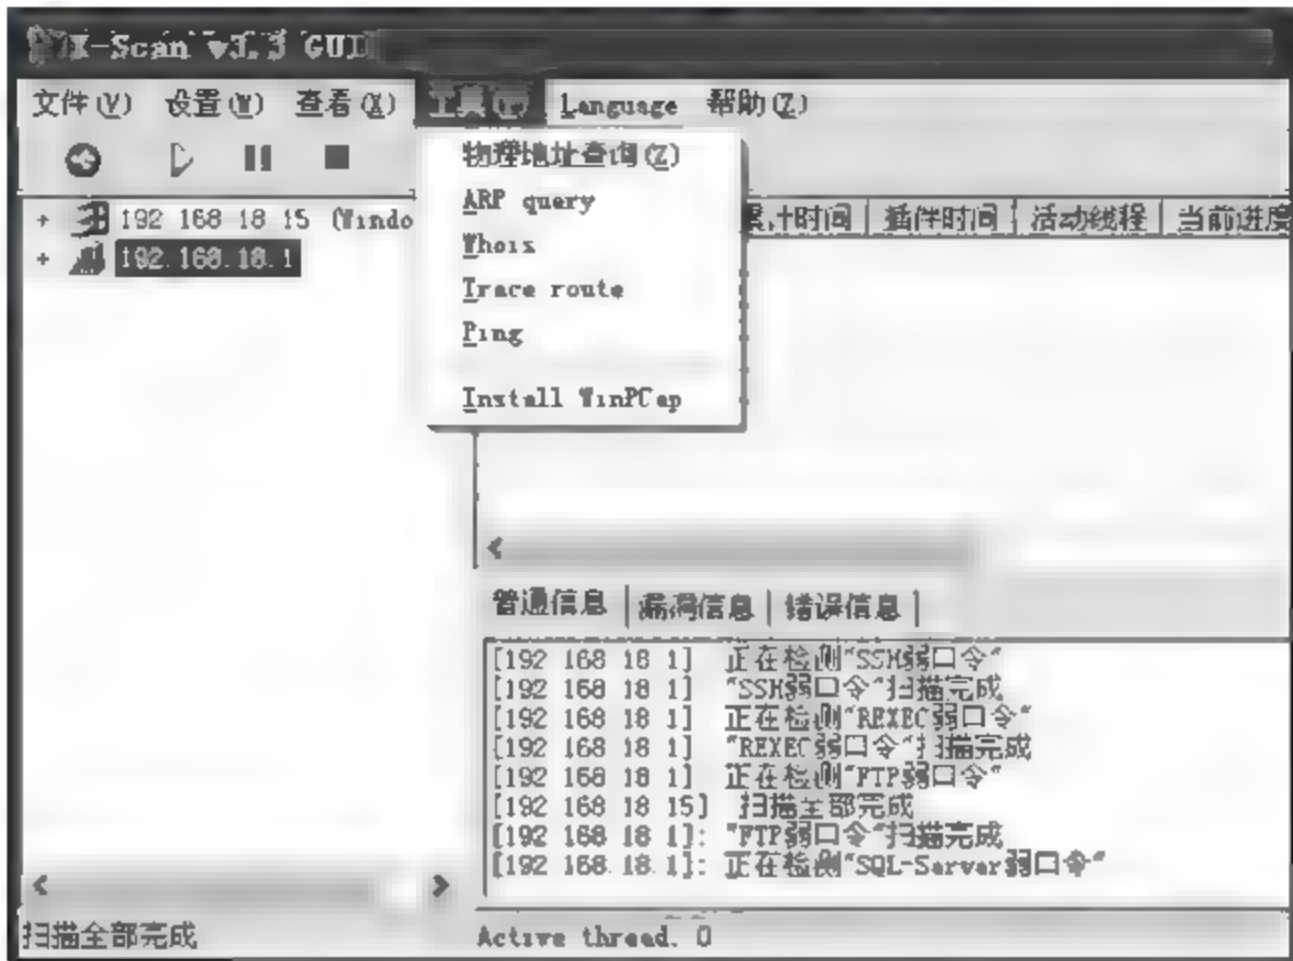 X-Scan v3.3 GUI
文件(V) 设置(W) 查看(X) 工具(Y) Language 帮助(Z)
物理地址查询(Z)
ARP query
Whois
Trace route
Ping
Install WinPCap
192 168 18 15 (Windo
192.168.18.1
累计时间 插件时间 活动线程 当前进度
普通信息 漏洞信息 错误信息
[192 168 18 1] 正在检测"SSH弱口令"
[192 168 18 1] "SSH弱口令"扫描完成
[192 168 18 1] 正在检测"REXEC弱口令"
[192 168 18 1] "REXEC弱口令"扫描完成
[192 168 18 1] 正在检测"FTP弱口令"
[192 168 18 15] 扫描全部完成
[192 168 18 1]: "FTP弱口令"扫描完成
[192 168.18.1]: 正在检测"SQL-Server弱口令"
扫描全部完成
Active thread. 0